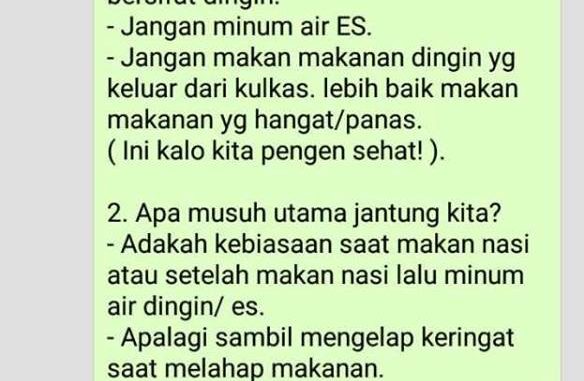 - Jangan minum air ES.
- Jangan makan makanan dingin yg
keluar dari kulkas. lebih baik makan
makanan yg hangat/panas.
( Ini kalo kita pengen sehat! ).
2. Apa musuh utama jantung kita?
- Adakah kebiasaan saat makan nasi
atau setelah makan nasi lalu minum
air dingin/ es.
- Apalagi sambil mengelap keringat
saat melahap makanan.